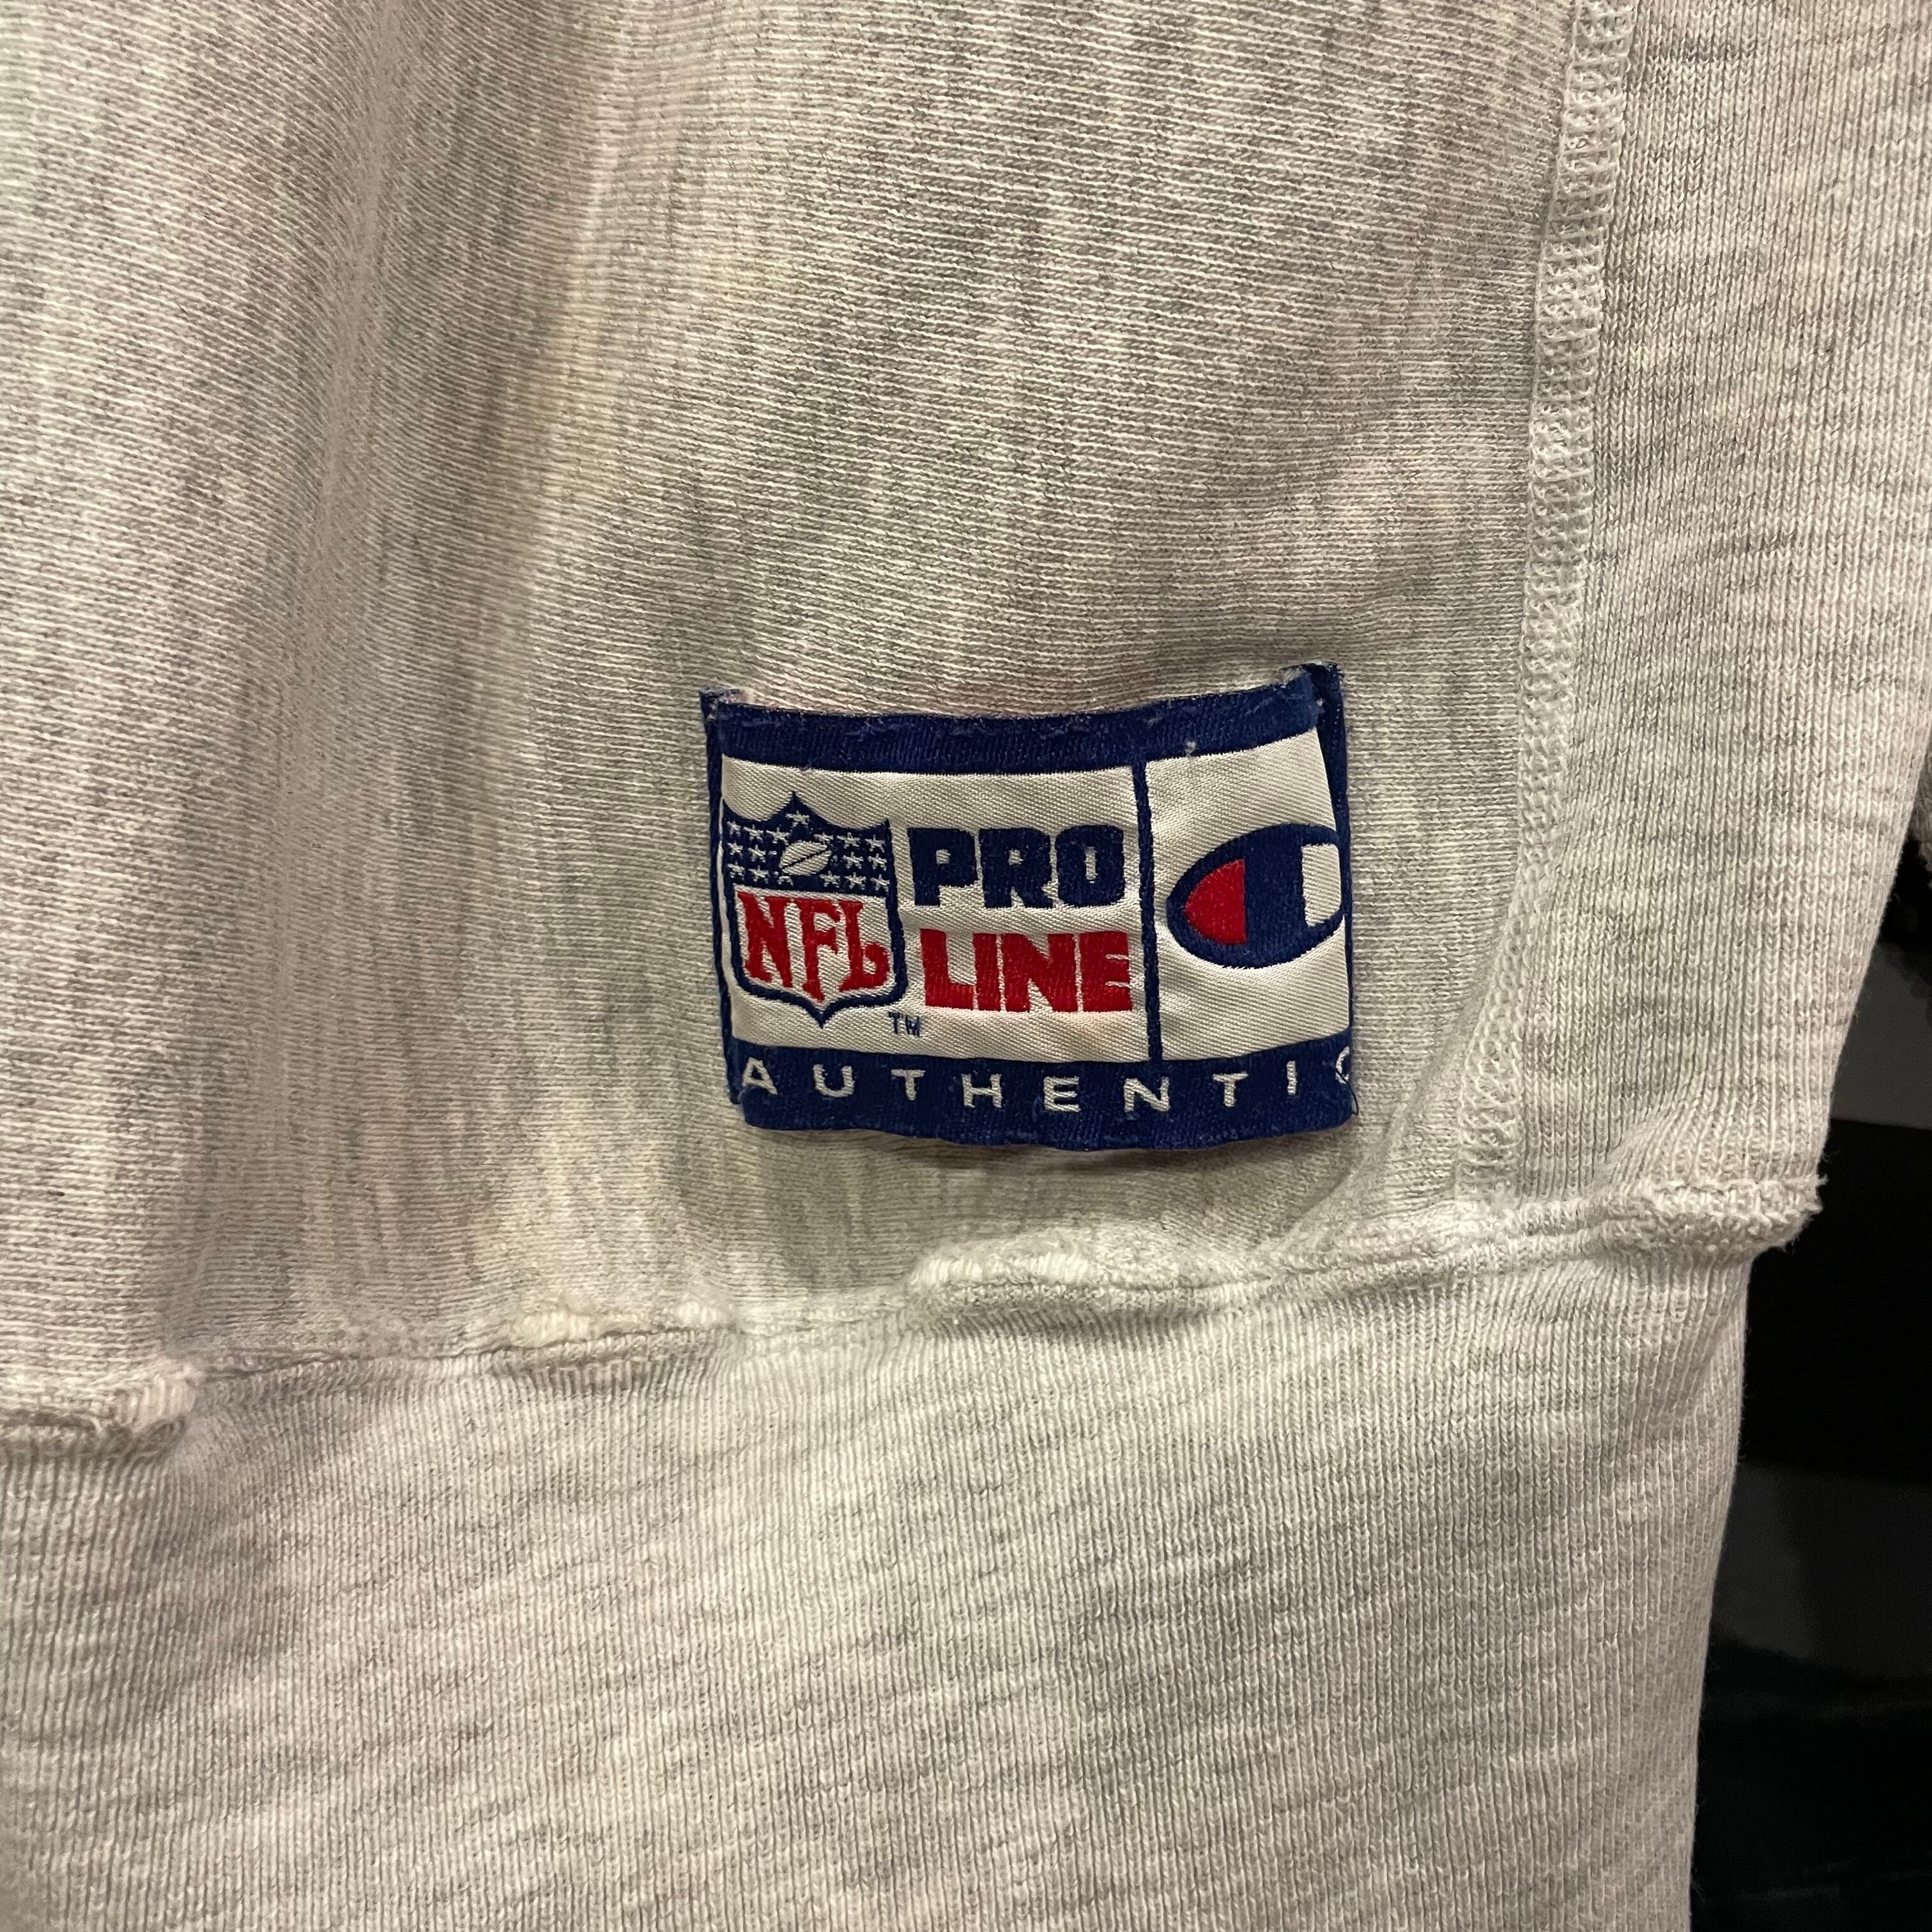 NFL
PRO
LINE
TM
AUTHENTIC